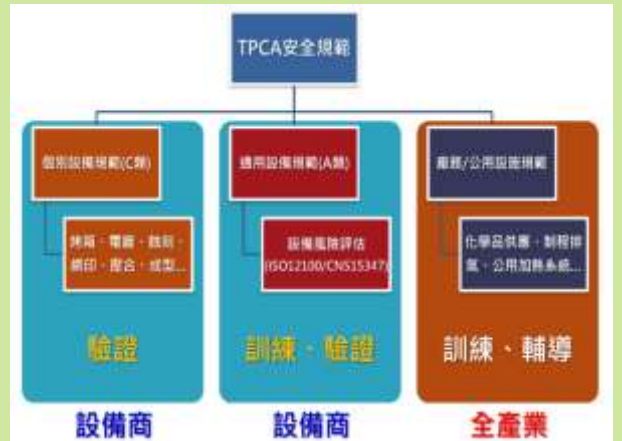 TPCA安全規範
個別設備規範(C類)
烤箱、電鍍、蝕刻、
網印、壓合、成型...
驗證
設備商
通用設備規範(A類)
設備風險評估
(ISO12100/CNS15347)
訓練、驗證
設備商
廠務/公用設施規範
化學品供應、制程排
氣、公用加熱系統...
訓練、輔導
全產業